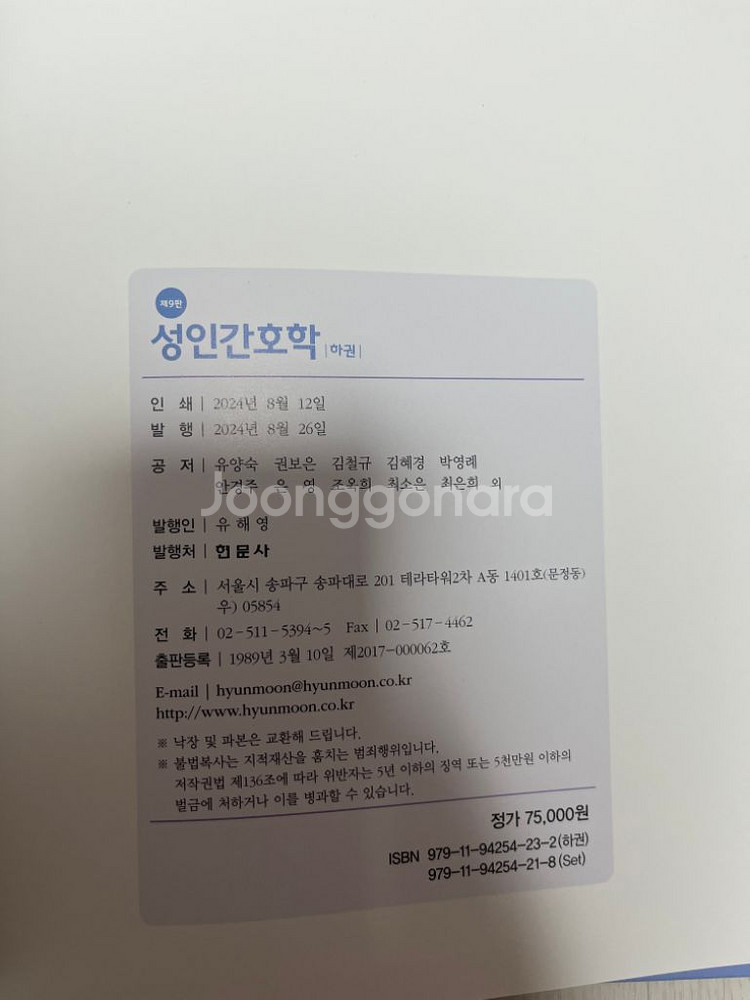 제9판
성인간호학 |하권|
인 쇄 | 2024년 8월 12일
발 행 | 2024년 8월 26일
공 저 | 유양숙 권보은 김철규 김혜경 박영례
안경주 은 영 조옥희 최소은 최은희 외
Joonggonara
발행인 | 유 해 영
발행처 | 현문사
주 소 | 서울시 송파구 송파대로 201 테라타워2차 A동 1401호(문정동)
우) 05854
전 화 | 02-511-5394~5 Fax | 02-517-4462
출판등록 | 1989년 3월 10일 제2017-000062호
E-mail | hyunmoon@hyunmoon.co.kr
http://www.hyunmoon.co.kr
※ 낙장 및 파본은 교환해 드립니다.
※ 불법복사는 지적재산을 훔치는 범죄행위입니다.
저작권법 제136조에 따라 위반자는 5년 이하의 징역 또는 5천만원 이하의
벌금에 처하거나 이를 병과할 수 있습니다.
정가 75,000원
ISBN 979-11-94254-23-2(하권)
979-11-94254-21-8(Set)